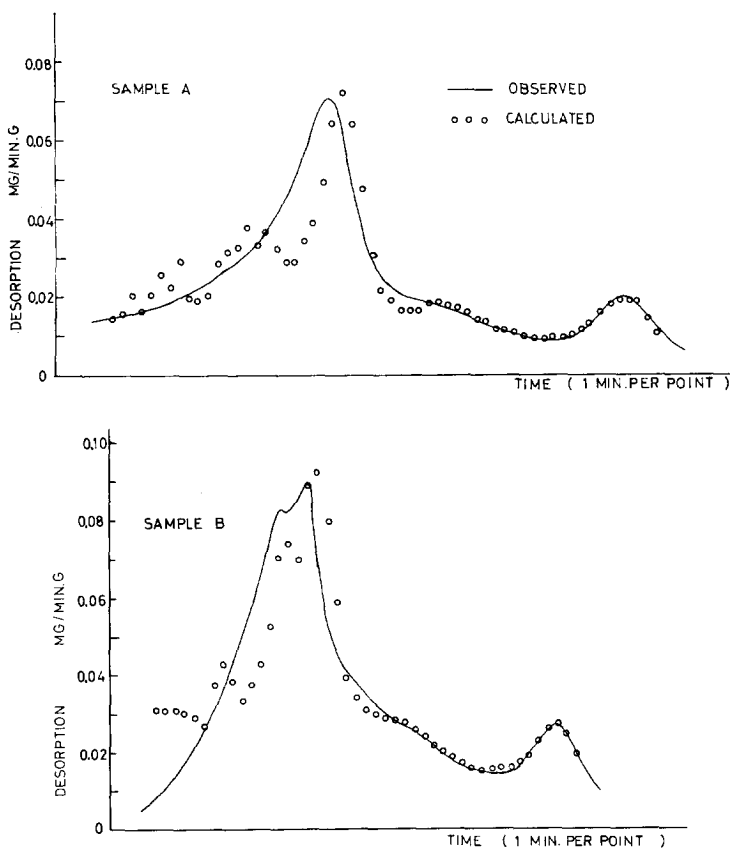 0.08
SAMPLE A
OBSERVED
CALCULATED
0.06
DESORPTION MG/MIN.G
0.04
0.02
0
TIME ( 1 MIN.PER POINT )
0.10
SAMPLE B
0.08
DESORPTION MG/MIN.G
0.06
0.04
0.02
0
TIME ( 1 MIN. PER POINT )